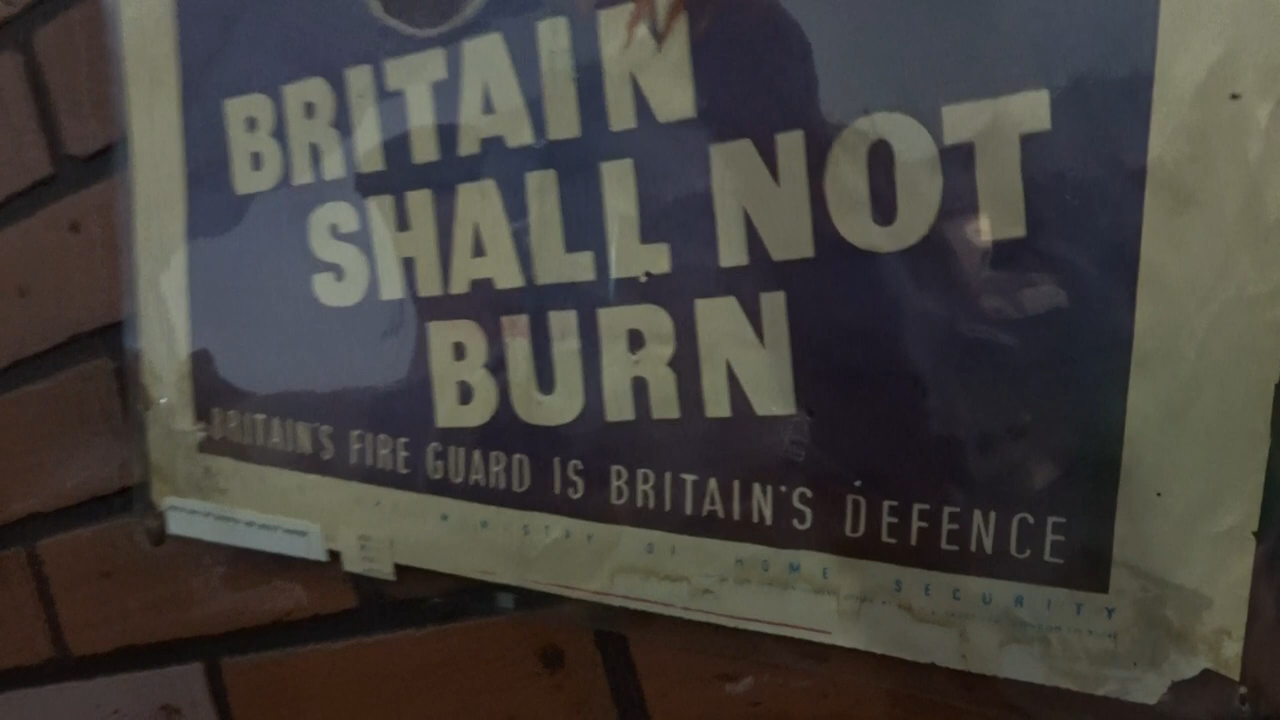 BRITAIN
SHALL NOT
BURN
BRITAIN'S FIRE GUARD IS BRITAIN'S DEFENCE
MINISTRY OF HOME SECURITY